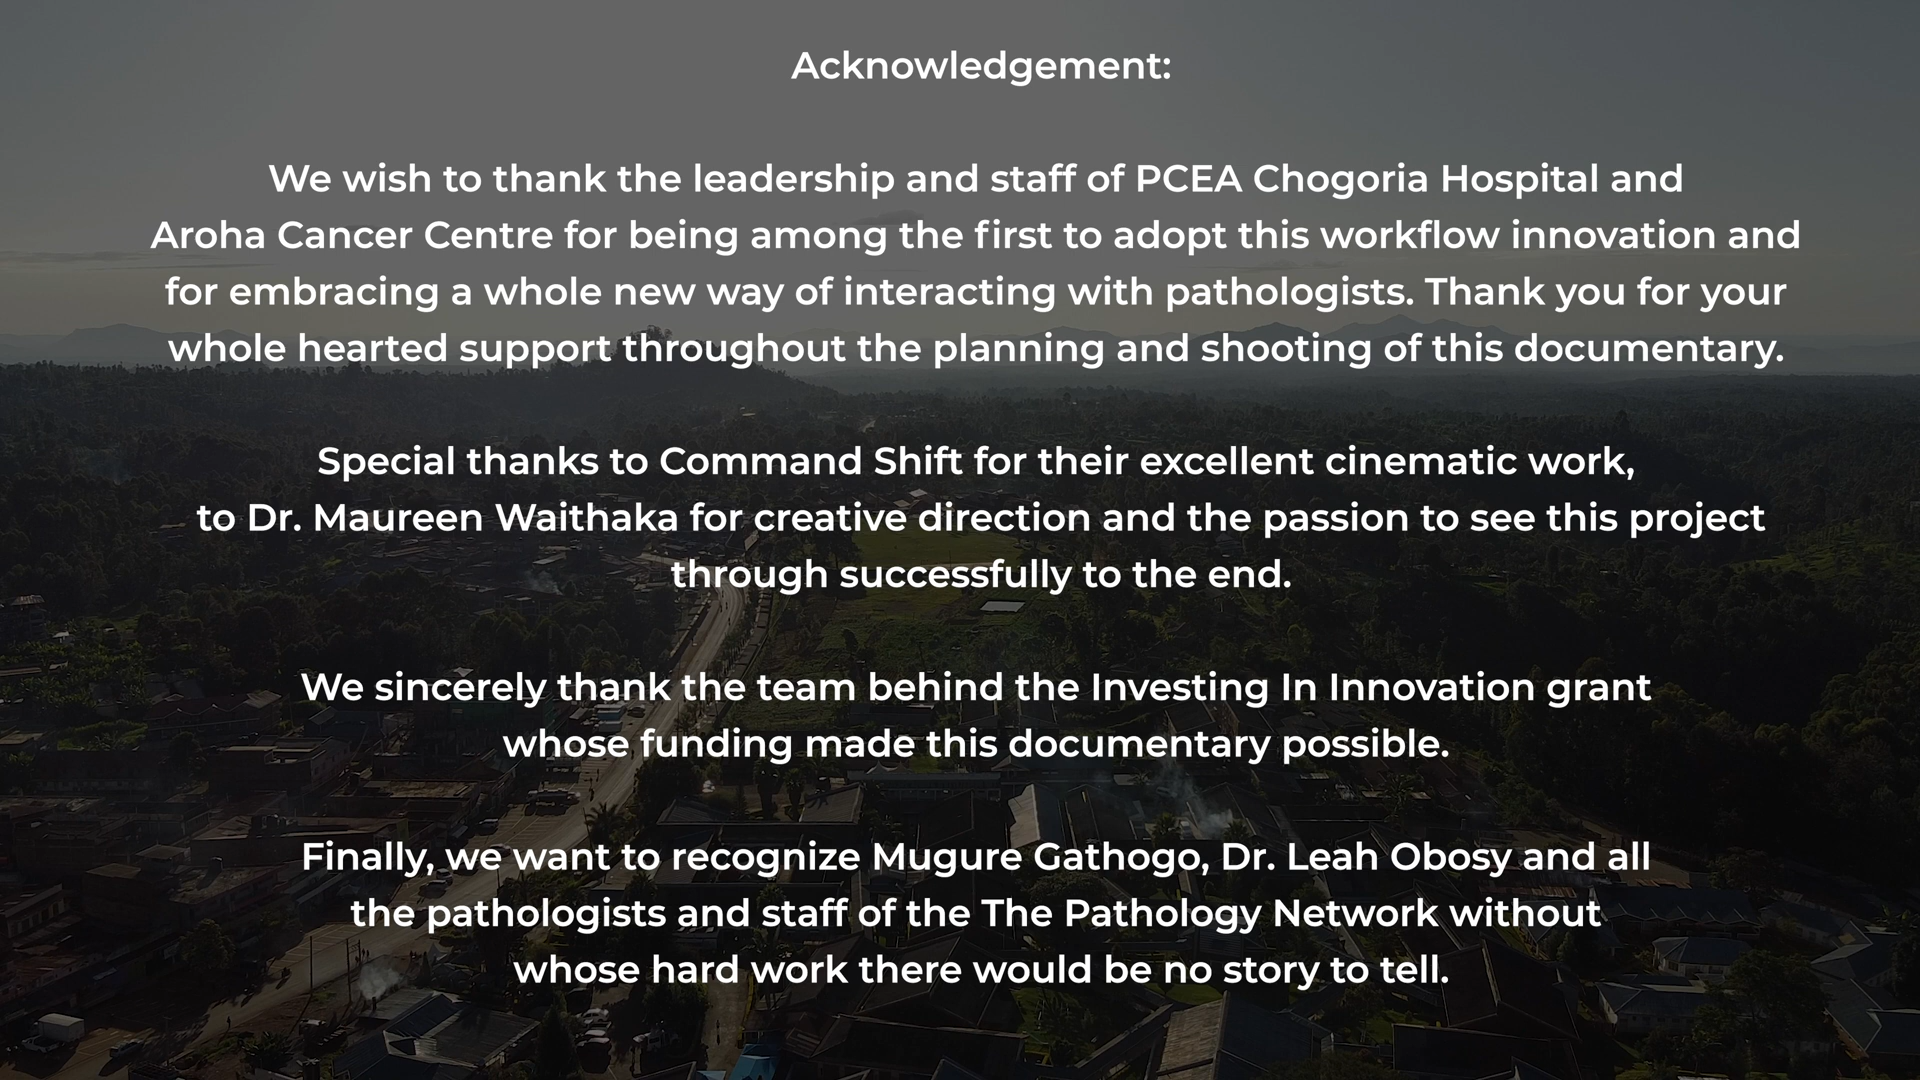 Acknowledgement:
We wish to thank the leadership and staff of PCEA Chogoria Hospital and
Aroha Cancer Centre for being among the first to adopt this workflow innovation and
for embracing a whole new way of interacting with pathologists. Thank you for your
whole hearted support throughout the planning and shooting of this documentary.
Special thanks to Command Shift for their excellent cinematic work,
to Dr. Maureen Waithaka for creative direction and the passion to see this project
through successfully to the end.
We sincerely thank the team behind the Investing In Innovation grant
whose funding made this documentary possible.
Finally, we want to recognize Mugure Gathogo, Dr. Leah Obosy and all
the pathologists and staff of the The Pathology Network without
whose hard work there would be no story to tell.